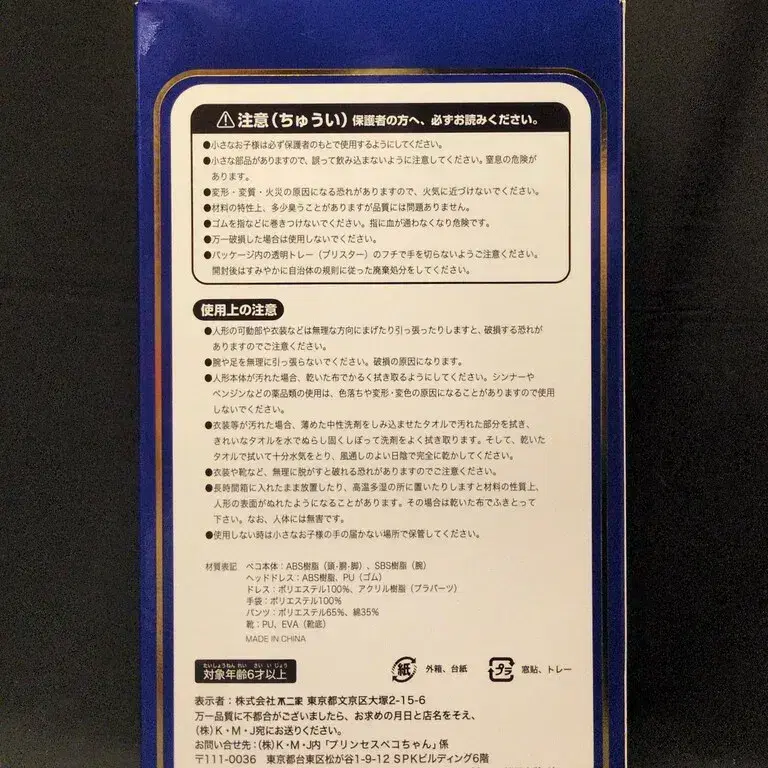 ⚠注意(ちゅうい) 保護者の方へ、必ずお読みください。
●小さなお子様は必ず保護者のもとで使用するようにしてください。
●小さな部品がありますので、誤って飲み込まないように注意してください。窒息の危険が
あります。
●変形・変質・火災の原因になる恐れがありますので、火気に近づけないでください。
●材料の特性上、多少臭うことがありますが品質には問題ありません。
●ゴムを指などに巻きつけないでください。指に血が通わなくなり危険です。
●万一破損した場合は使用しないでください。
●パッケージ内の透明トレー(ブリスター)のフチで手を切らないようご注意ください。
開封後はすみやかに自治体の規則に従った廃棄処分をしてください。
使用上の注意
●人形の可動部や衣装などは無理な方向にまげたり引っ張ったりしますと、破損する恐れが
ありますのでご注意ください。
●腕や足を無理に引っ張らないでください。破損の原因になります。
●人形本体が汚れた場合、乾いた布でかるく拭き取るようにしてください。シンナーや
ベンジンなどの薬品類の使用は、色落ちや変形・変色の原因になることがありますので使用
しないでください。
●衣装等が汚れた場合、薄めた中性洗剤をしみ込ませたタオルで汚れた部分を拭き、
きれいなタオルを水でぬらし固くしぼって洗剤をよく拭き取ります。そして、乾いた
タオルで拭いて十分水気をとり、風通しのよい日陰で完全に乾かしてください。
●衣装や靴など、無理に脱がすと破れる恐れがありますのでご注意ください。
●長時間箱に入れたまま放置したり、高温多湿の所に置いたりしますと材料の性質上、
人形の表面がぬれたようになることがあります。その場合は乾いた布でふきとって
下さい。なお、人体には無害です。
●使用しない時は小さなお子様の手の届かない場所で保管してください。
材質表記 ペコ本体:ABS樹脂(頭・胴・脚)、SBS樹脂(腕)
ヘッドドレス:ABS樹脂、PU(ゴム)
ドレス:ポリエステル100%、アクリル樹脂(プラパーツ)
手袋:ポリエステル100%
パンツ:ポリエステル65%、綿35%
靴:PU、EVA(靴底)
MADE IN CHINA
たいしょうねんれい さい いじょう
対象年齢6才以上
紙 外箱、台紙 プラ 窓貼、トレー
表示者:株式会社不二家 東京都文京区大塚2-15-6
万一品質に不都合がございましたら、お求めの月日と店名をそえ、
(株)K・M・J宛にお送りください。
お問い合せ先:(株)K・M・J内「プリンセスペコちゃん」係
〒111-0036 東京都台東区松が谷1-9-12 SPKビルディング6階